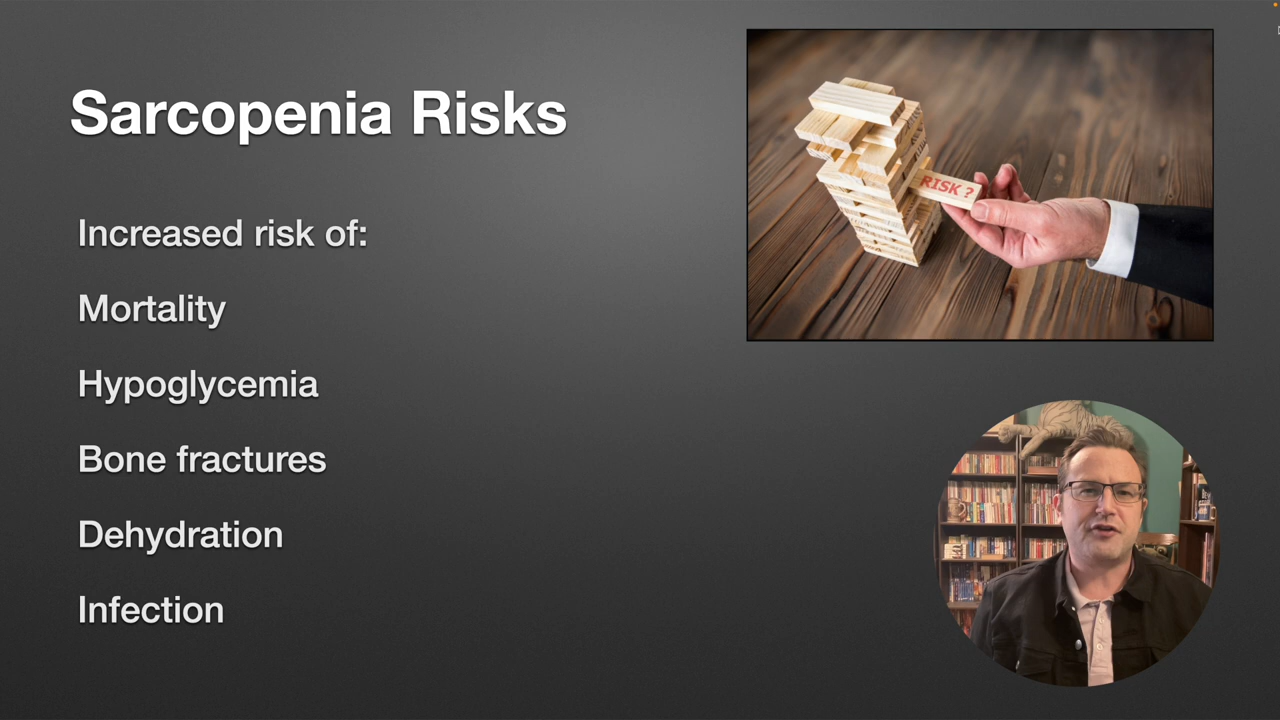 Sarcopenia Risks
Increased risk of:
Mortality
Hypoglycemia
Bone fractures
Dehydration
Infection
RISK ?